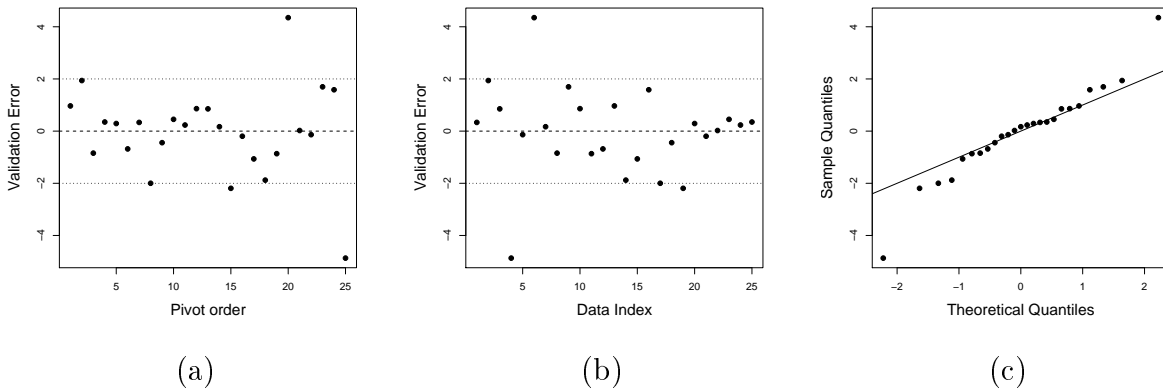 Validation Error
4
2
0
−2
−4
5 10 15 20 25
Pivot order
(a)
Validation Error
4
2
0
−2
−4
5 10 15 20 25
Data Index
(b)
Sample Quantiles
4
2
0
−2
−4
−2 −1 0 1 2
Theoretical Quantiles
(c)